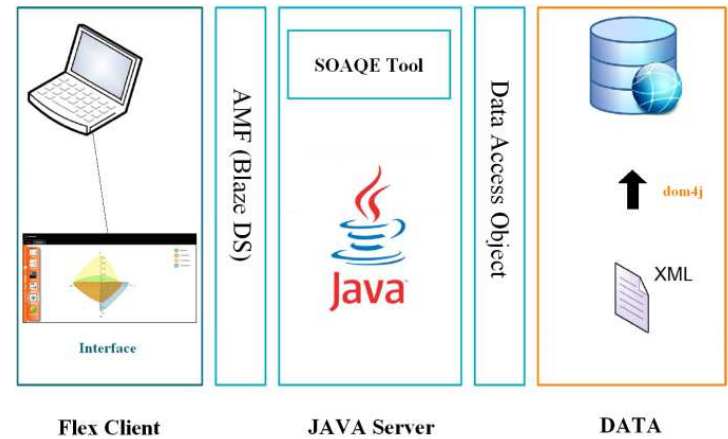 SOAQE Tool
AMF (Blaze DS)
Data Access Object
Java
dom4j
XML
Interface
Flex Client
JAVA Server
DATA